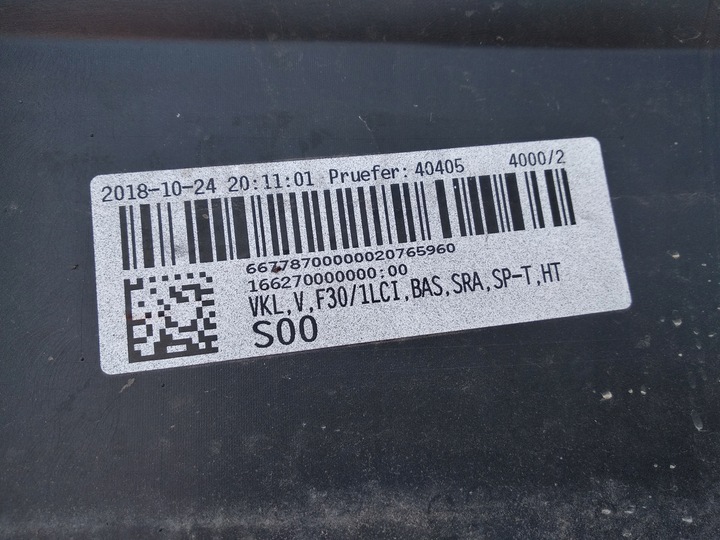 2018-10-24 20:11:01 Pruefer: 40405 4000/2
66778700000020765960
166270000000:00
VKL,V,F30/1LCI,BAS,SRA,SP-T,HT
S00